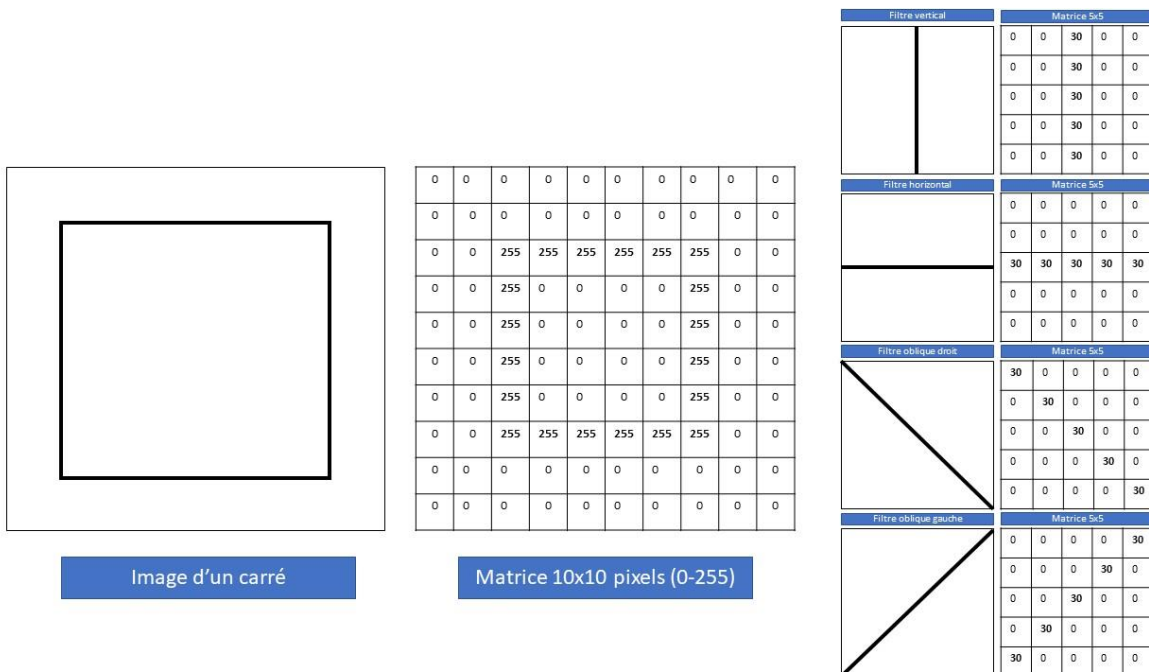 0 0 0 0 0 0 0 0 0 0
0 0 0 0 0 0 0 0 0 0
0 0 255 255 255 255 255 255 0 0
0 0 255 0 0 0 0 255 0 0
0 0 255 0 0 0 0 255 0 0
0 0 255 0 0 0 0 255 0 0
0 0 255 0 0 0 0 255 0 0
0 0 255 255 255 255 255 255 0 0
0 0 0 0 0 0 0 0 0 0
0 0 0 0 0 0 0 0 0 0
Image d'un carré
Matrice 10x10 pixels (0-255)
Filtre vertical
Matrice 5x5
0 0 30 0 0
0 0 30 0 0
0 0 30 0 0
0 0 30 0 0
0 0 30 0 0
Filtre horizontal
Matrice 5x5
0 0 0 0 0
0 0 0 0 0
30 30 30 30 30
0 0 0 0 0
0 0 0 0 0
Filtre oblique droit
Matrice 5x5
30 0 0 0 0
0 30 0 0 0
0 0 30 0 0
0 0 0 30 0
0 0 0 0 30
Filtre oblique gauche
Matrice 5x5
0 0 0 0 30
0 0 0 30 0
0 0 30 0 0
0 30 0 0 0
30 0 0 0 0